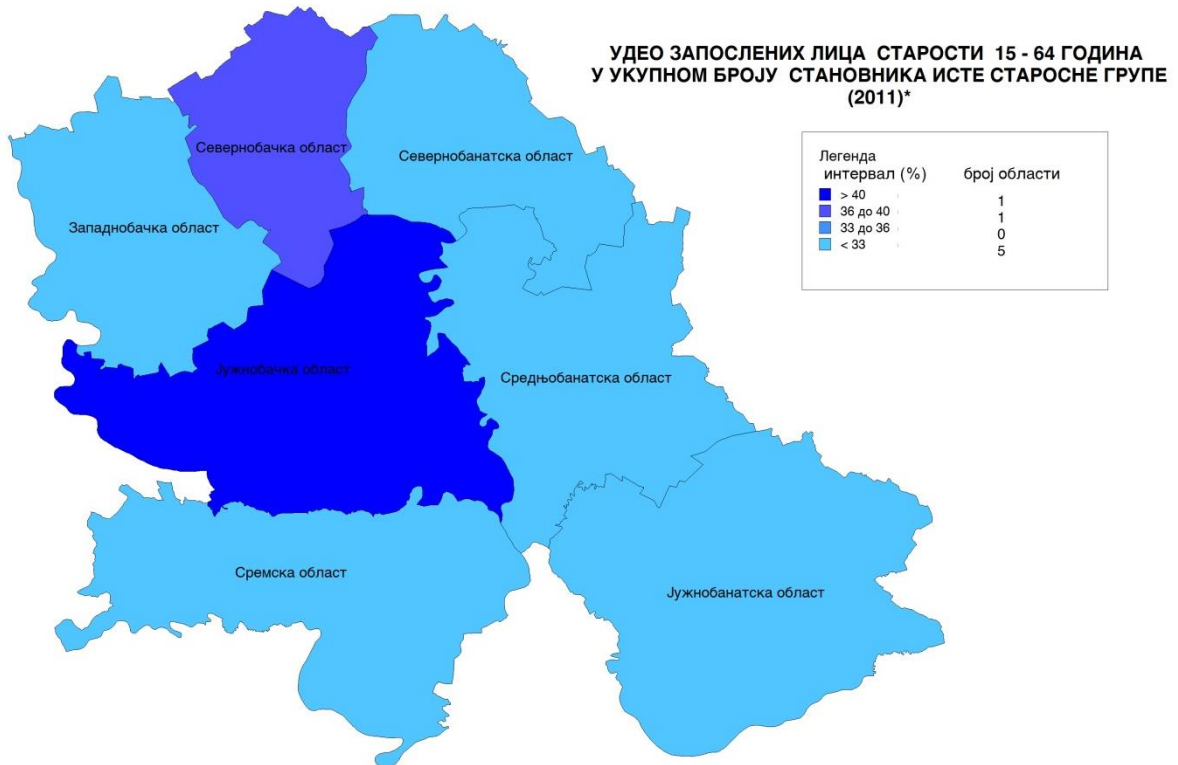 УДЕО ЗАПОСЛЕНИХ ЛИЦА СТАРОСТИ 15 - 64 ГОДИНА
У УКУПНОМ БРОЈУ СТАНОВНИКА ИСТЕ СТАРОСНЕ ГРУПЕ
(2011)*
Легенда
интервал (%) број области
> 40 1
36 до 40 1
33 до 36 0
< 33 5
Севернобачка област
Севернобанатска област
Западнобачка област
Јужнобачка област
Средњобанатска област
Сремска област
Јужнобанатска област